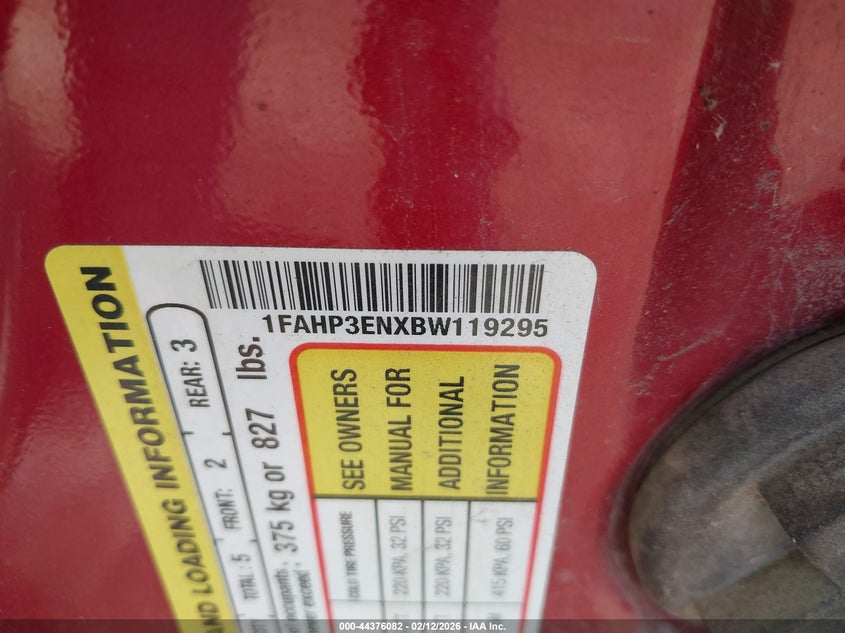 1FAHP3ENXBW119295
AND LOADING INFORMATION
TOTAL: 5 FRONT: 2 REAR: 3
occupants
exceed: 375 kg or 827 lbs.
COLD TIRE PRESSURE
220 KPA, 32 PSI
220 KPA, 32 PSI
415 KPA, 60 PSI
SEE OWNERS
MANUAL FOR
ADDITIONAL
INFORMATION
000-44376082 - 02/12/2026 - IAA Inc.